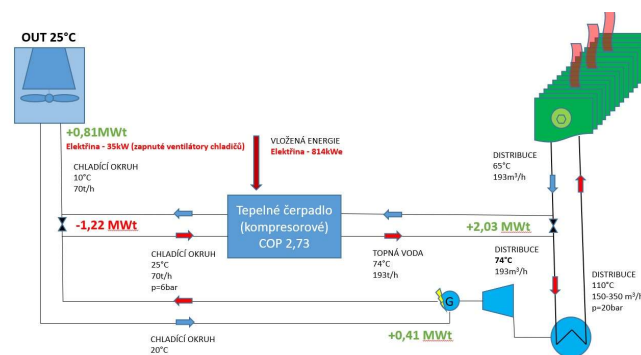 OUT 25°C
+0,81MWt
Elektřina - 35kW (zapnuté ventilátory chladičů)
CHLADÍCÍ OKRUH
10°C
70t/h
VLOŽENÁ ENERGIE
Elektřina - 814kWe
DISTRIBUCE
65°C
193m³/h
-1,22 MWt
Tepelné čerpadlo
(kompresorové)
COP 2,73
+2,03 MWt
CHLADÍCÍ OKRUH
25°C
70t/h
p=6bar
TOPNÁ VODA
74°C
193t/h
DISTRIBUCE
74°C
193m³/h
DISTRIBUCE
110°C
150-350 m³/h
p=20bar
G
+0,41 MWt
CHLADÍCÍ OKRUH
20°C